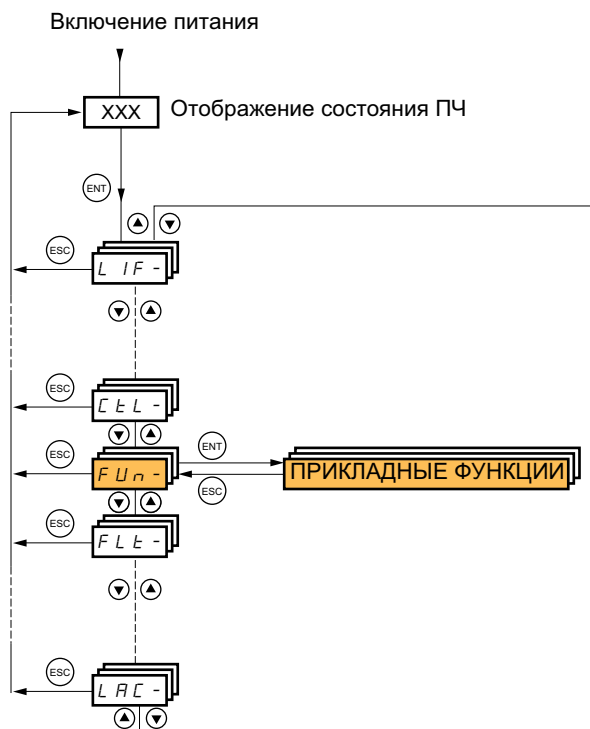 Включение питания
XXX Отображение состояния ПЧ
ENT
ESC
L IF -
ESC
CtL -
ESC
FUn -
ENT
ПРИКЛАДНЫЕ ФУНКЦИИ
ESC
ESC
FLt -
ESC
LAC -